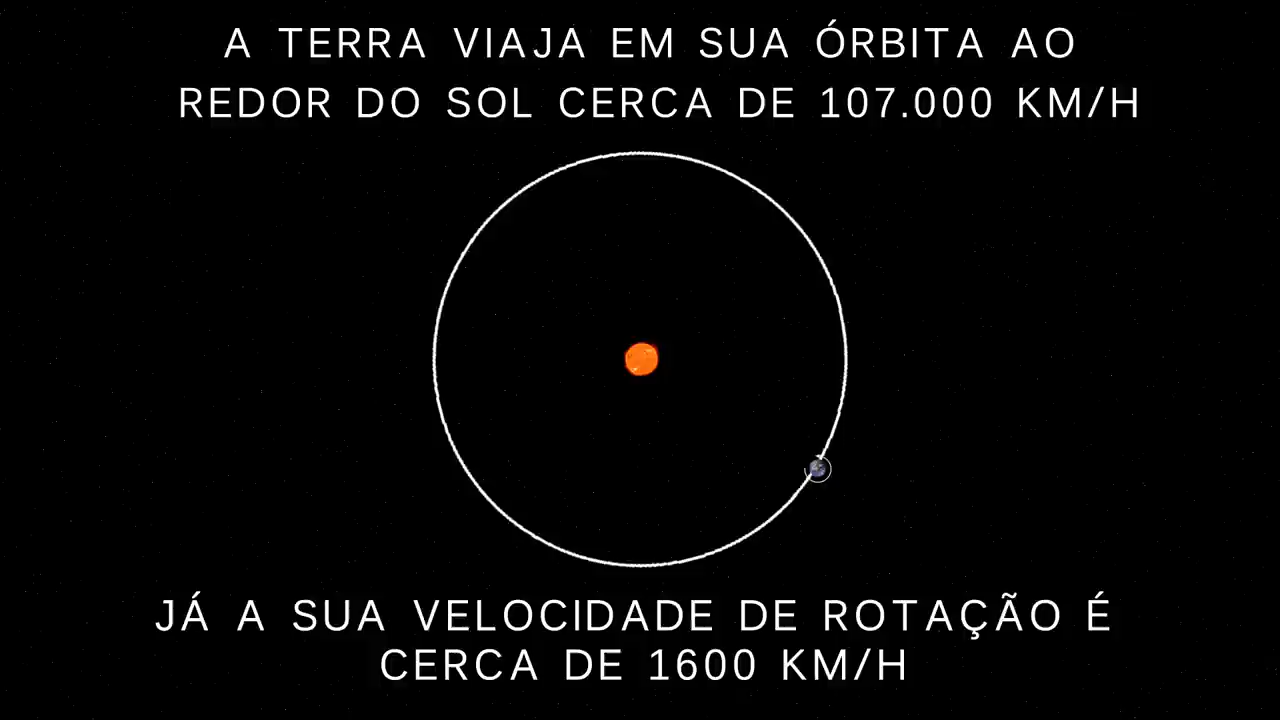 A TERRA VIAJA EM SUA ÓRBITA AO
REDOR DO SOL CERCA DE 107.000 KM/H
JÁ A SUA VELOCIDADE DE ROTAÇÃO É
CERCA DE 1600 KM/H